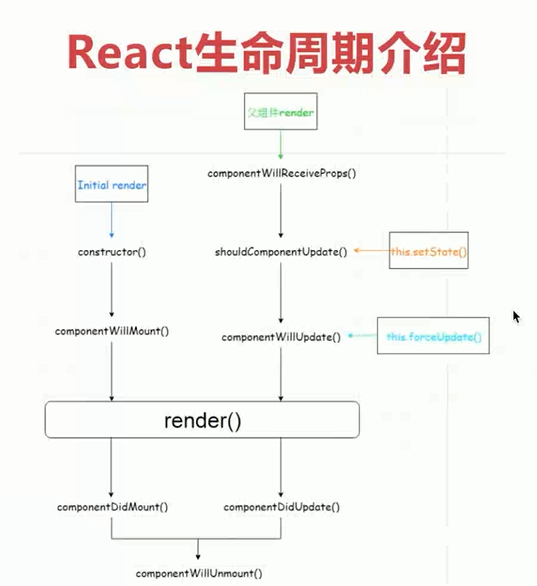 React生命周期介绍
父组件render
componentWillReceiveProps()
Initial render
constructor()
shouldComponentUpdate()
this.setState()
componentWillMount()
componentWillUpdate()
this.forceUpdate()
render()
componentDidMount()
componentDidUpdate()
componentWillUnmount()